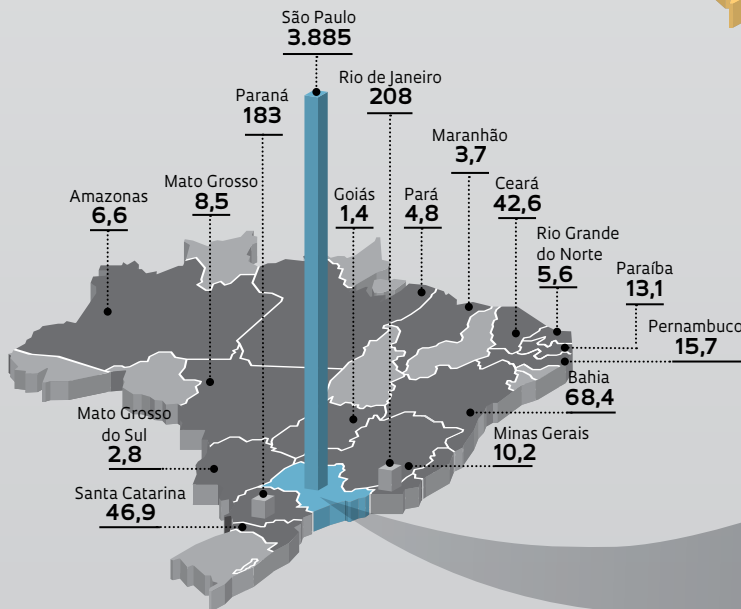 São Paulo
3.885
Rio de Janeiro
208
Paraná
183
Maranhão
3,7
Ceará
42,6
Amazonas
6,6
Mato Grosso
8,5
Goiás
1,4
Pará
4,8
Rio Grande
do Norte
5,6
Paraíba
13,1
Pernambuco
15,7
Bahia
68,4
Mato Grosso
do Sul
2,8
Minas Gerais
10,2
Santa Catarina
46,9